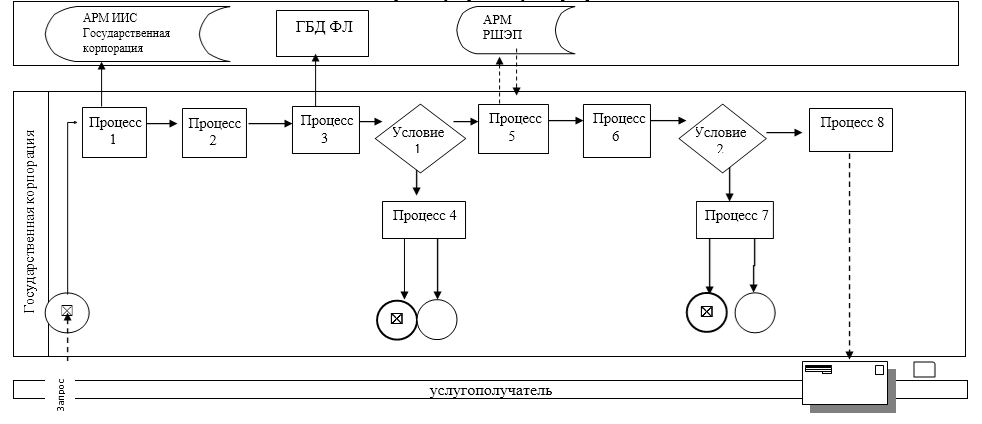 АРМ ИИС
Государственная
корпорация
ГБД ФЛ
АРМ
РШЭП
Государственная корпорация
Процесс
1
Процесс
2
Процесс
3
Условие
1
Процесс
5
Процесс
6
Условие
2
Процесс 8
Процесс 4
Процесс 7
Запрос
услугополучатель